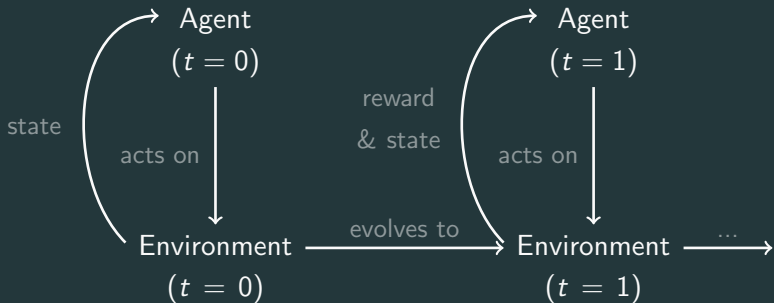 Agent
(t = 0)
Agent
(t = 1)
state
reward
& state
acts on
acts on
evolves to
...
Environment
(t = 0)
Environment
(t = 1)